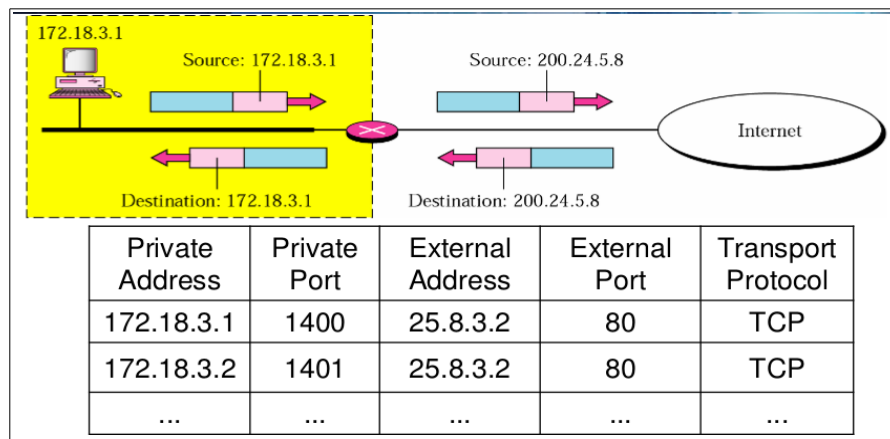 172.18.3.1
Source: 172.18.3.1
Source: 200.24.5.8
Internet
Destination: 172.18.3.1
Destination: 200.24.5.8
Private Address Private Port External Address External Port Transport Protocol
172.18.3.1 1400 25.8.3.2 80 TCP
172.18.3.2 1401 25.8.3.2 80 TCP
... ... ... ... ...